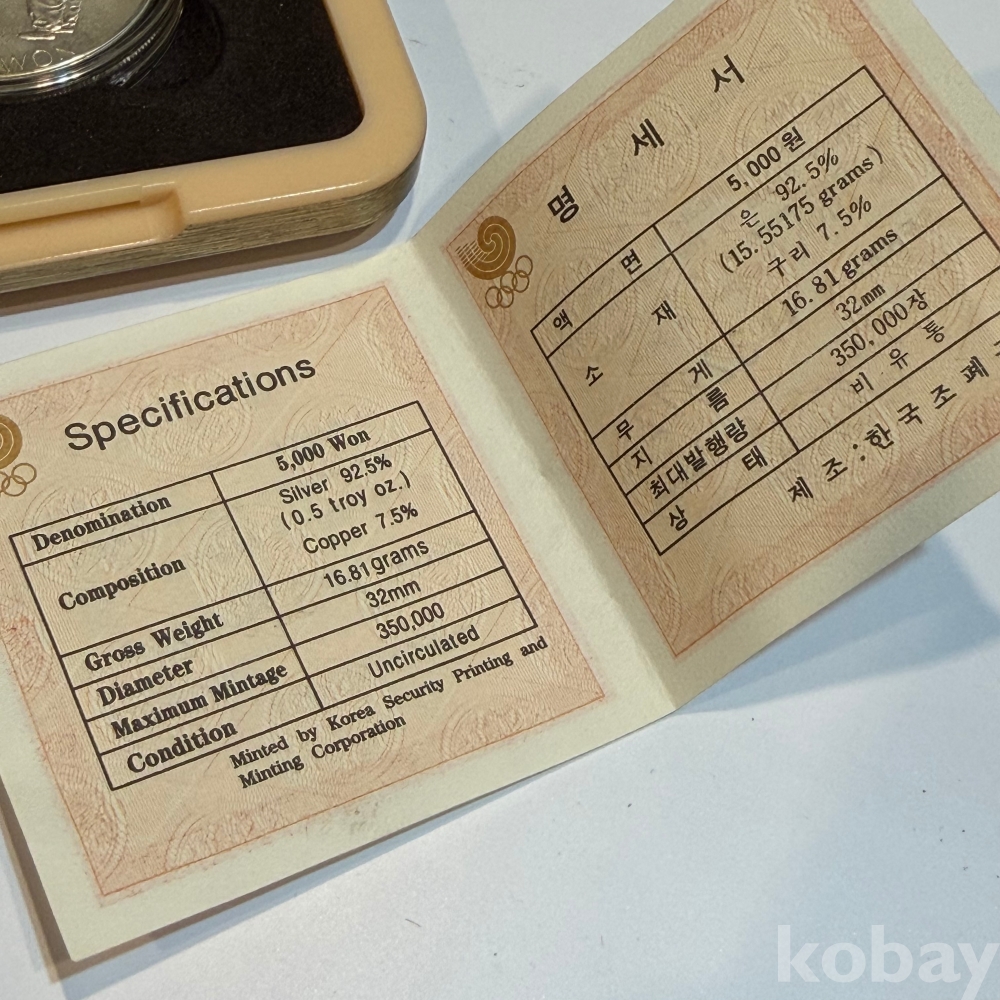 WON
Specifications
Denomination 5,000 Won
Composition Silver 92.5%
(0.5 troy oz.)
Copper 7.5%
Gross Weight 16.81 grams
Diameter 32mm
Maximum Mintage 350,000
Condition Uncirculated
Minted by Korea Security Printing and
Minting Corporation
명 세 서
액 면 5,000원
소 재 은 92.5%
(15.55175 grams)
구리 7.5%
무 게 16.81 grams
지 름 32mm
최대발행량 350,000장
상 태 비 유 통
제 조 : 한 국 조 폐
kobay